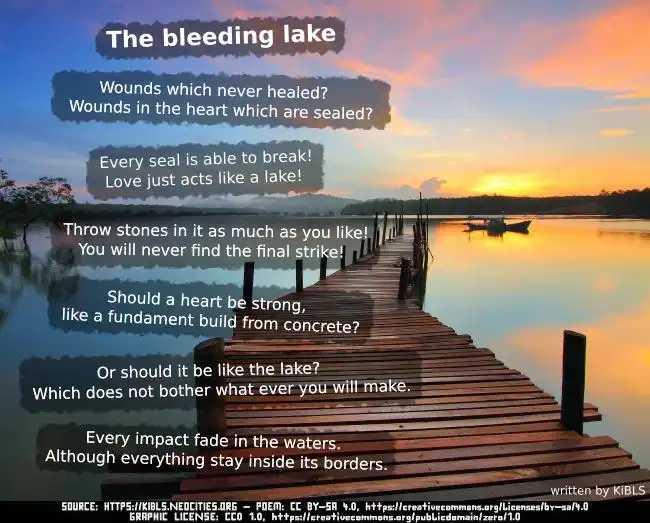 The bleeding lake
Wounds which never healed?
Wounds in the heart which are sealed?
Every seal is able to break!
Love just acts like a lake!
Throw stones in it as much as you like!
You will never find the final strike!
Should a heart be strong,
like a fundament build from concrete?
Or should it be like the lake?
Which does not bother what ever you will make.
Every impact fade in the waters.
Although everything stay inside its borders.
written by KiBLS
SOURCE: HTTPS://KIBLS.NEOCITIES.ORG – POEM: CC BY-SA 4.0, https://creativecommons.org/licenses/by-sa/4.0
GRAPHIC LICENSE: CC0 1.0, https://creativecommons.org/publicdomain/zero/1.0